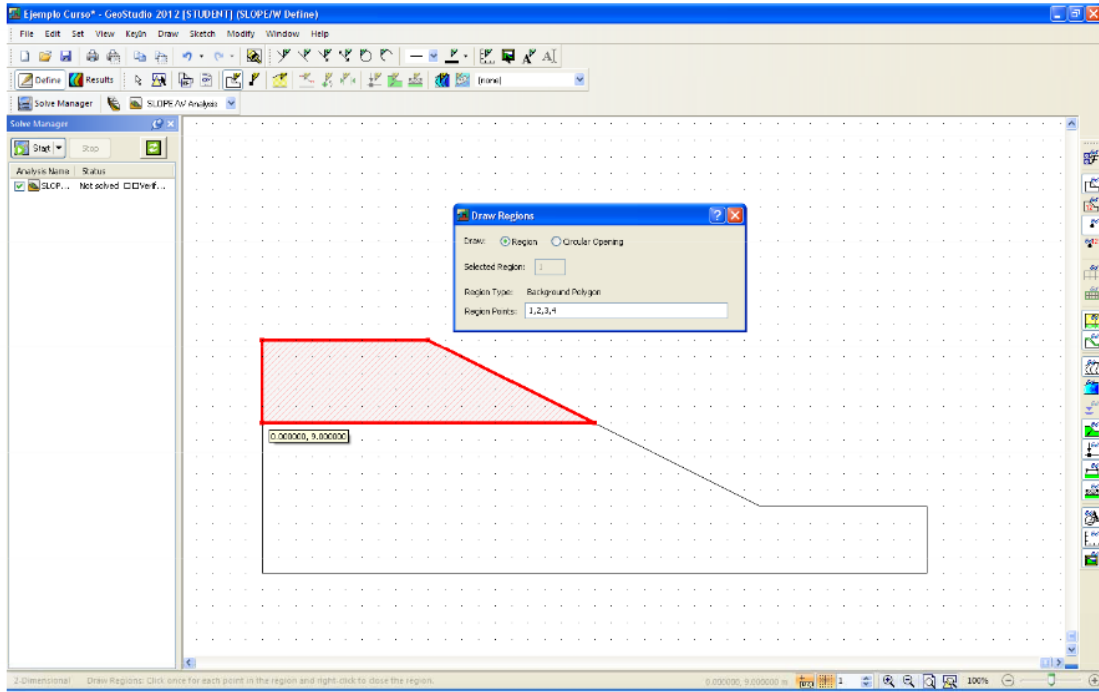 Ejemplo Curso* - GeoStudio 2012 [STUDENT] (SLOPE/W Define)
File Edit Set View KeyIn Draw Sketch Modify Window Help
Define Results [none]
Solve Manager SLOPE/W Analysis
Solve Manager
Start Stop
Analysis Name Status
SLOP... Not solved Verif...
Draw Regions
Draw: Region Circular Opening
Selected Region: 1
Region Type: Background Polygon
Region Points: 1,2,3,4
0.000000, 9.000000
2-Dimensional Draw Regions: Click once for each point in the region and right-click to close the region. 0.000000, 9.000000 m 1 100%